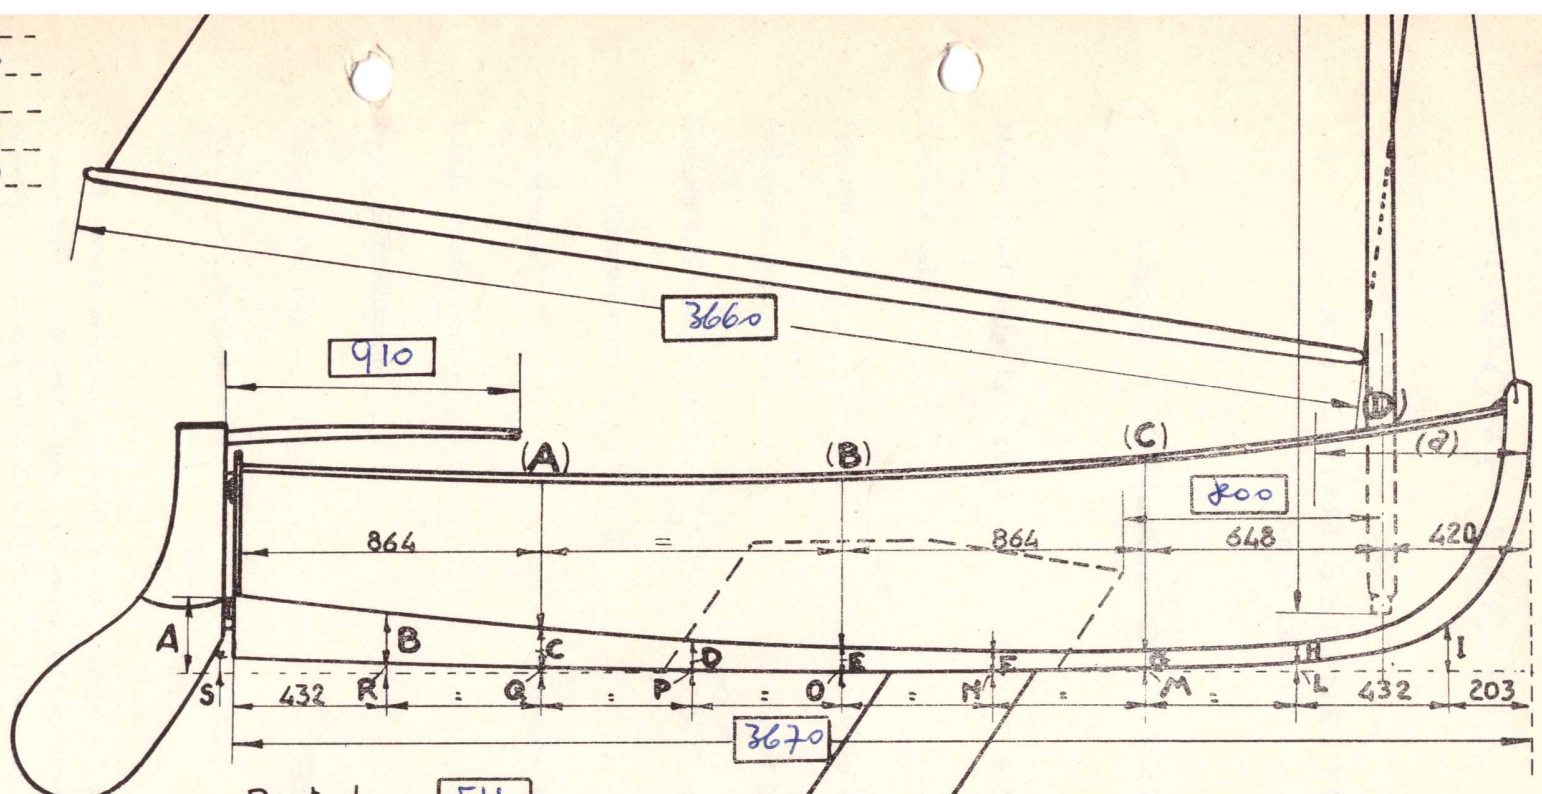 3660
910
(D)
(A) (B) (C) (a)
800
864 = 864 648 420
A B C D E F G H I
S R Q P O N M L
432 = = = = = = 432 203
3670